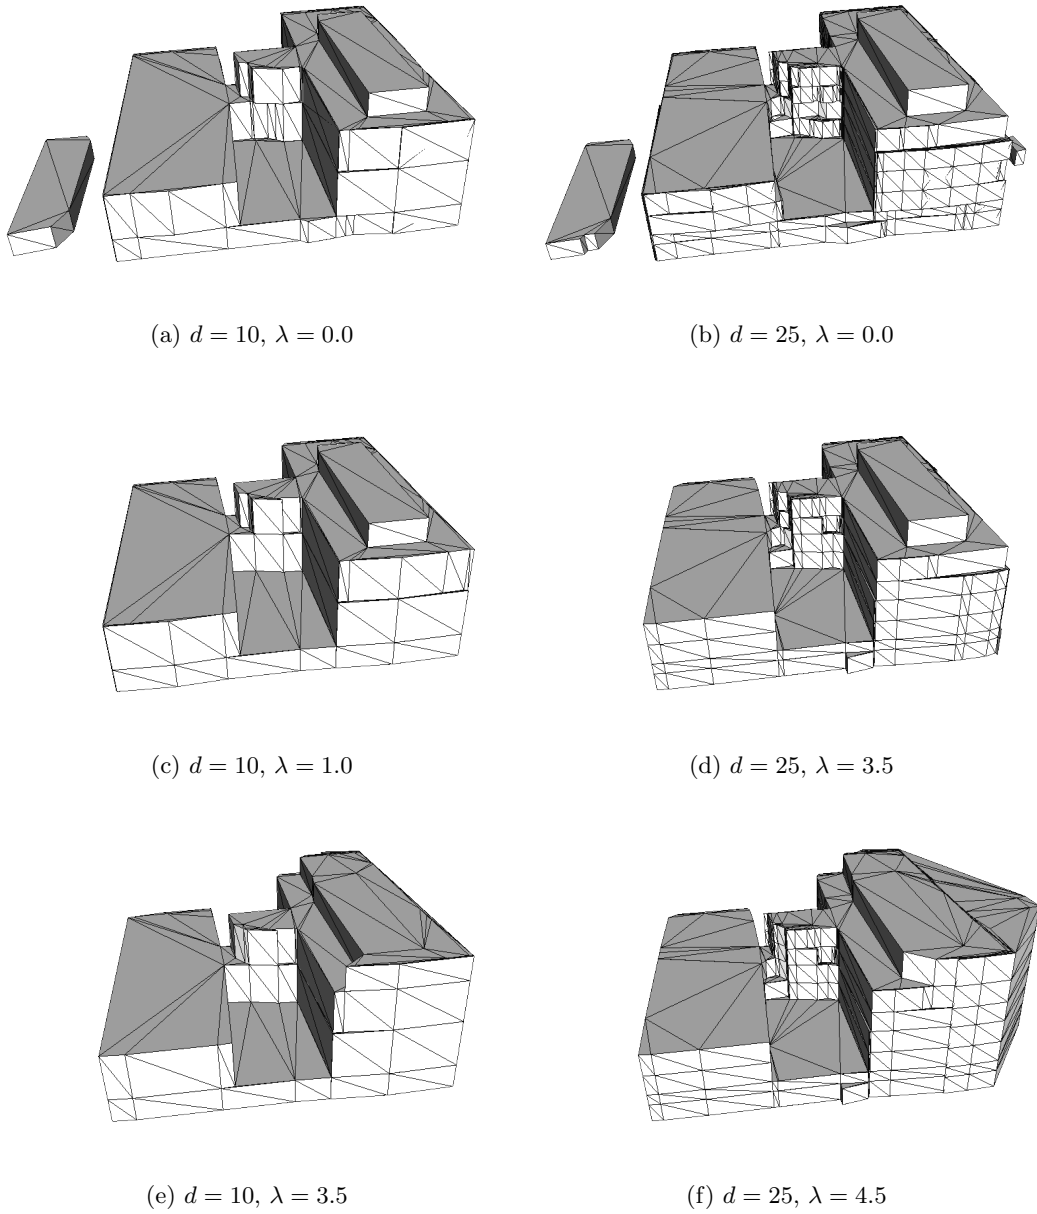 (a) d = 10, λ = 0.0
(b) d = 25, λ = 0.0
(c) d = 10, λ = 1.0
(d) d = 25, λ = 3.5
(e) d = 10, λ = 3.5
(f) d = 25, λ = 4.5